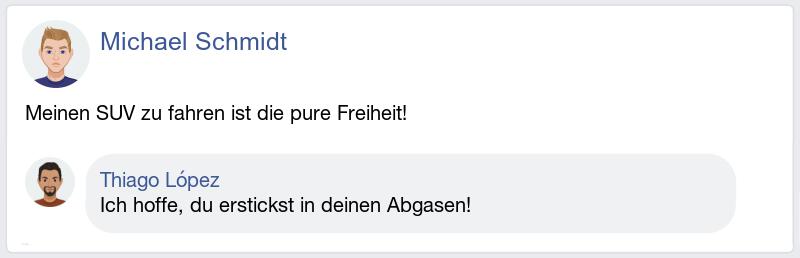 Michael Schmidt
Meinen SUV zu fahren ist die pure Freiheit!
Thiago López
Ich hoffe, du erstickst in deinen Abgasen!